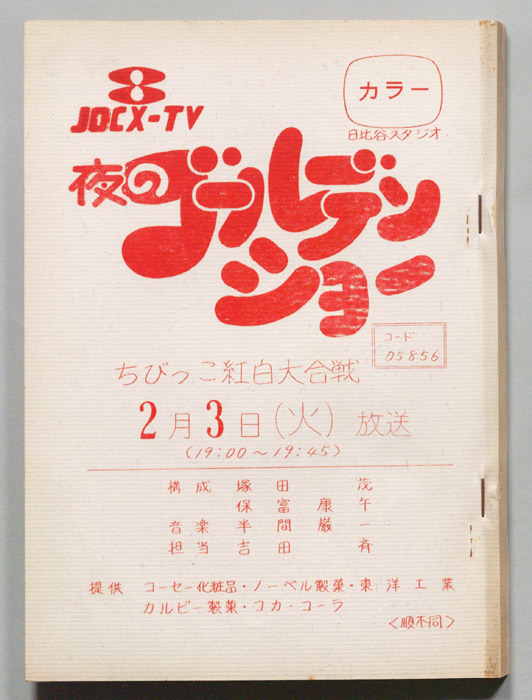 8
JOCX-TV
カラー
日比谷スタジオ
夜のゴールデン
ショー
コード
05856
ちびっこ紅白大合戦
2月3日(火)放送
(19:00〜19:45)
構成 塚田 茂
保富康午
音楽 半間巌一
担当 吉田 斉
提供 コーセー化粧品・ノーベル製菓・東洋工業
カルビー製菓・コカ・コーラ
<順不同>